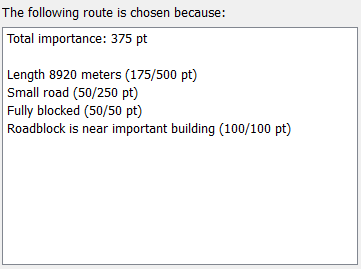 The following route is chosen because:
Total importance: 375 pt
Length 8920 meters (175/500 pt)
Small road (50/250 pt)
Fully blocked (50/50 pt)
Roadblock is near important building (100/100 pt)